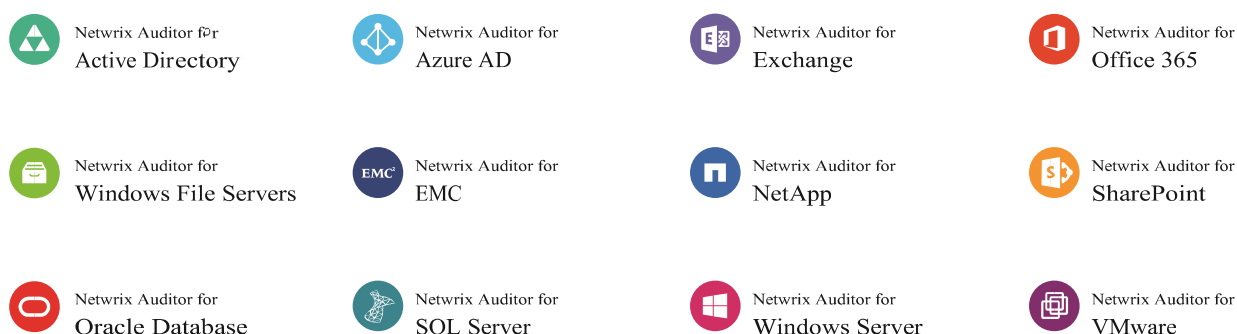 Netwrix Auditor for
Active Directory
Netwrix Auditor for
Azure AD
Netwrix Auditor for
Exchange
Netwrix Auditor for
Office 365
Netwrix Auditor for
Windows File Servers
EMC²
Netwrix Auditor for
EMC
Netwrix Auditor for
NetApp
S
Netwrix Auditor for
SharePoint
Netwrix Auditor for
Oracle Database
Netwrix Auditor for
SQL Server
Netwrix Auditor for
Windows Server
Netwrix Auditor for
VMware